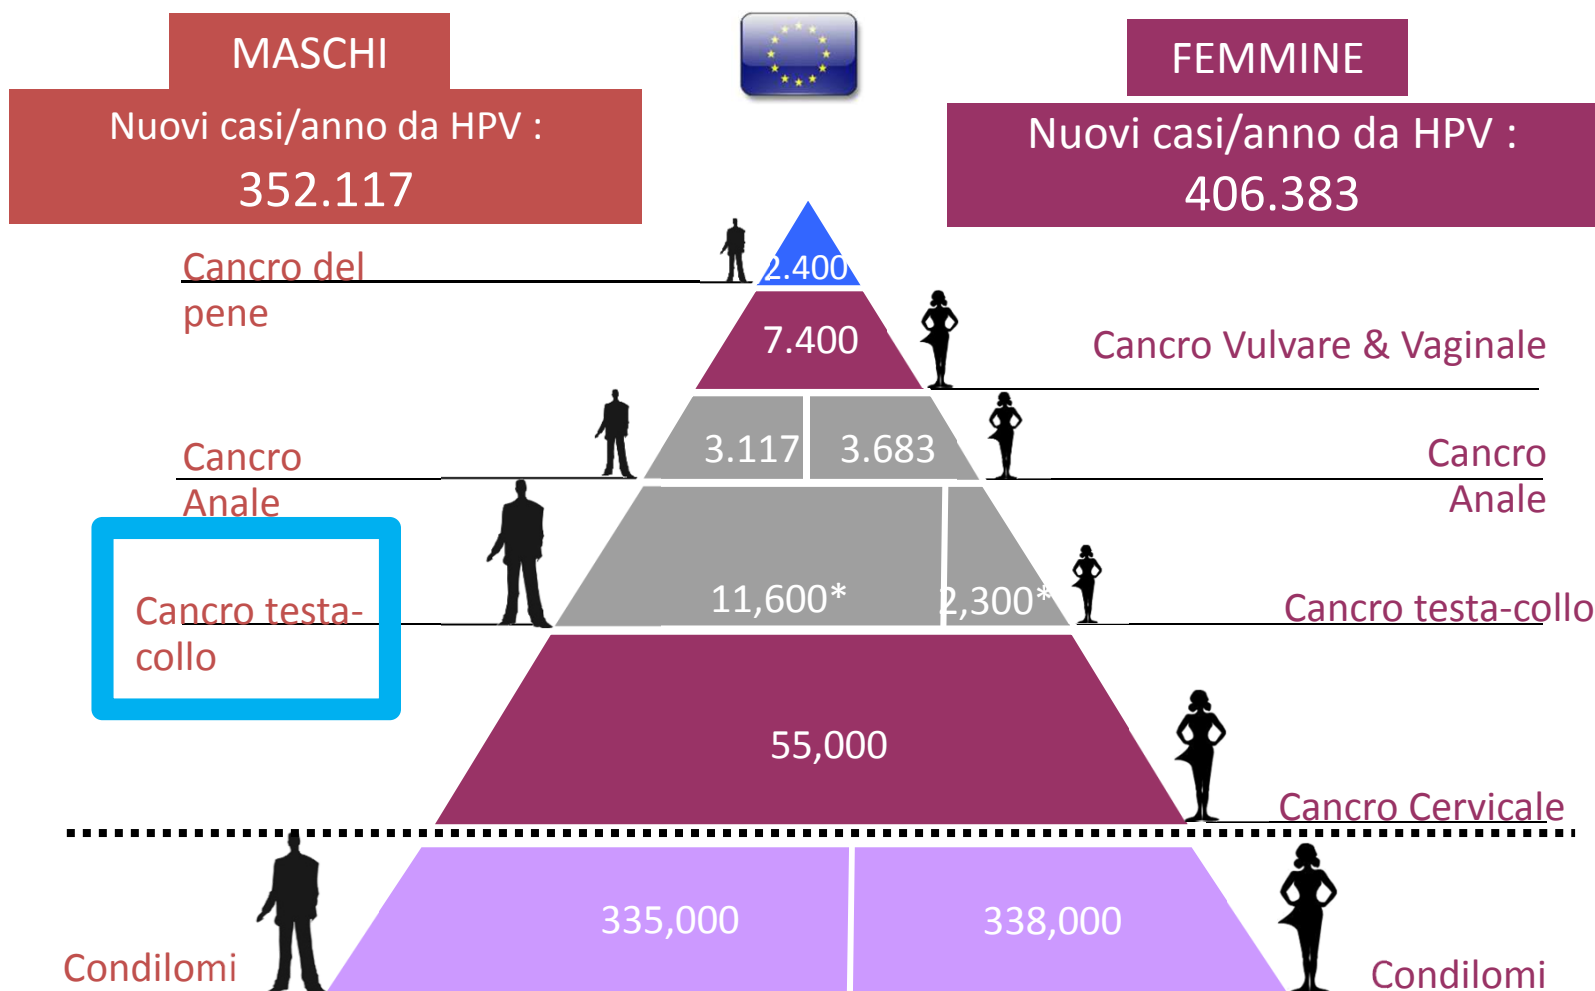 MASCHI
FEMMINE
Nuovi casi/anno da HPV :
352.117
Nuovi casi/anno da HPV :
406.383
Cancro del
pene
2.400
7.400
Cancro Vulvare & Vaginale
Cancro
Anale
3.117
3.683
Cancro
Anale
Cancro testa-
collo
11,600*
2,300*
Cancro testa-collo
55,000
Cancro Cervicale
Condilomi
335,000
338,000
Condilomi